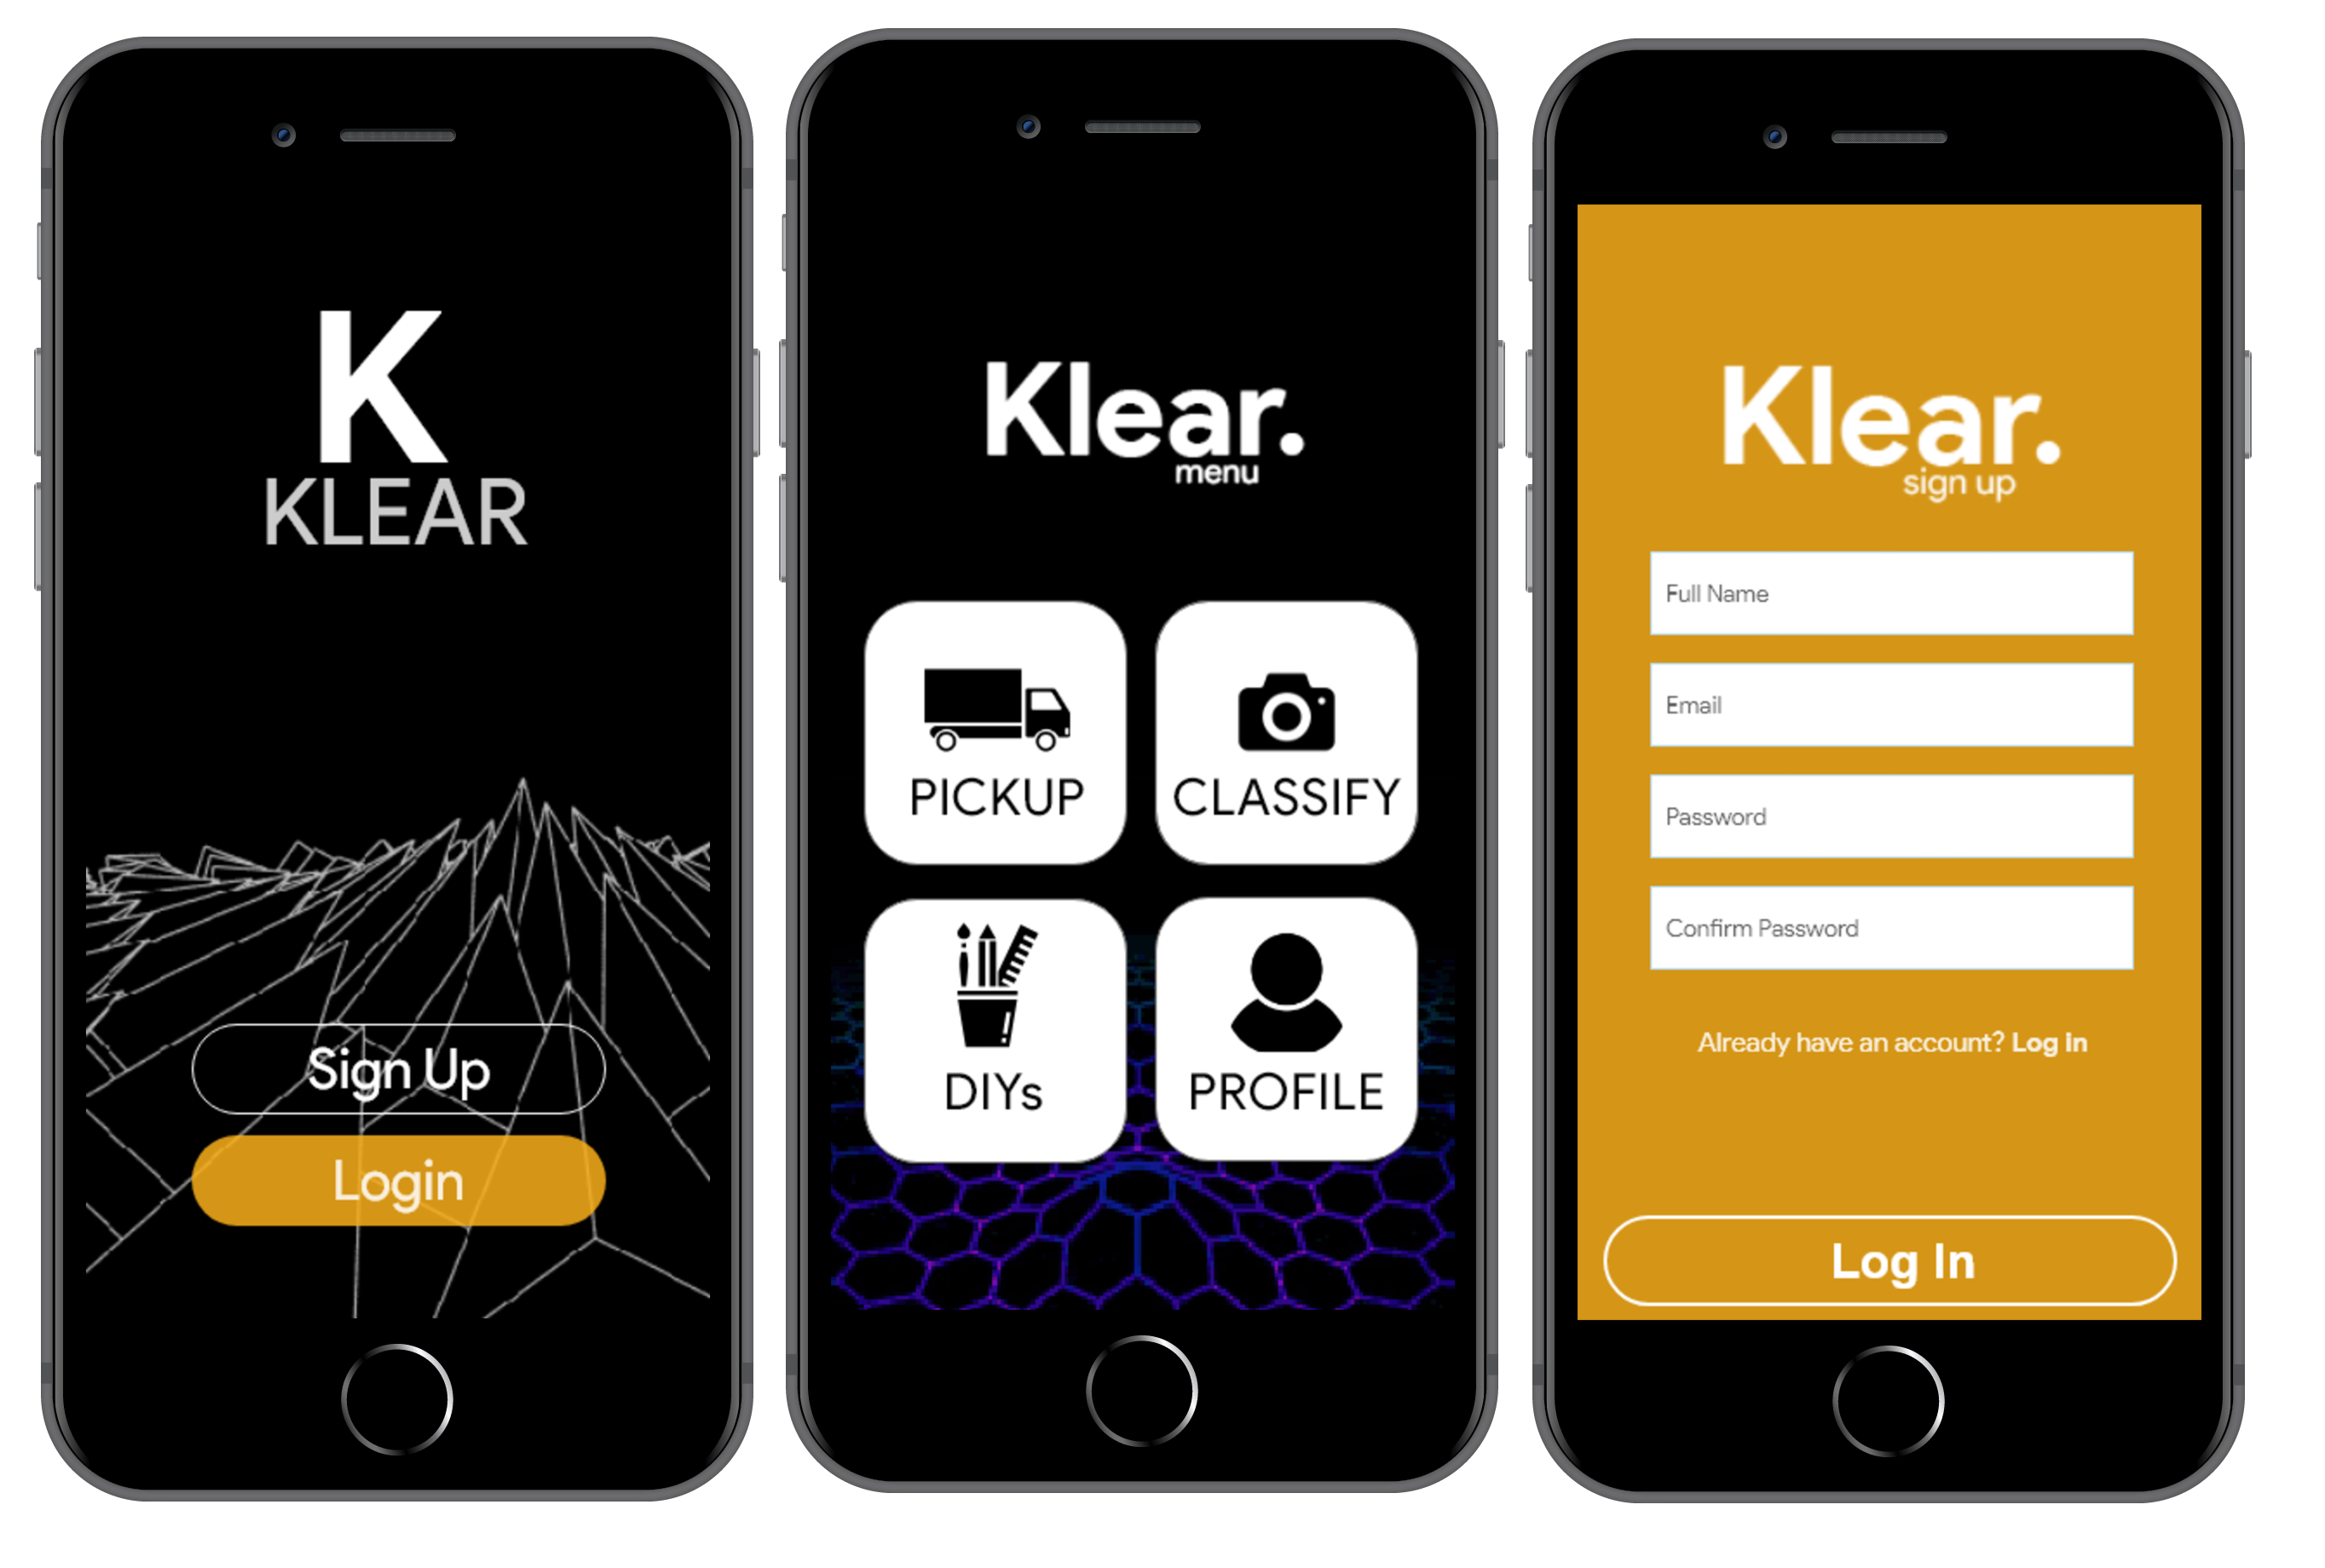 K
KLEAR
Sign Up
Login
Klear.
menu
PICKUP
CLASSIFY
DIYs
PROFILE
Klear.
sign up
Full Name
Email
Password
Confirm Password
Already have an account? Log in
Log In